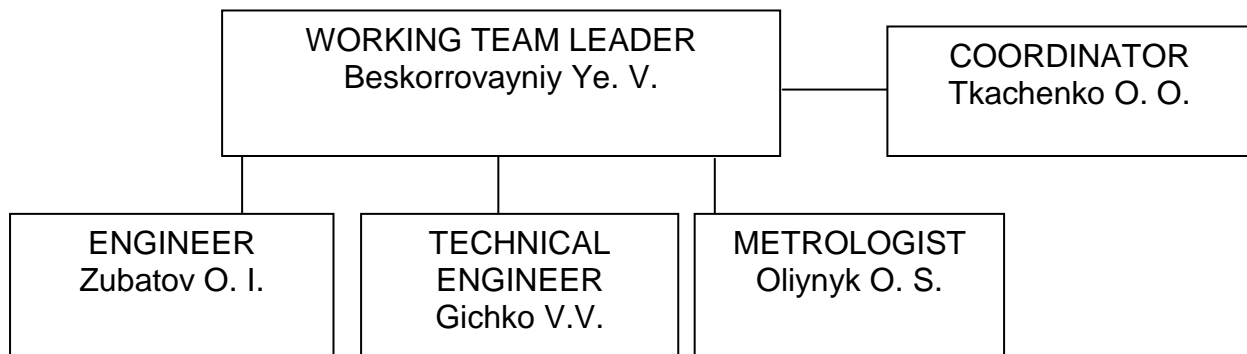 WORKING TEAM LEADER
Beskorrovayniy Ye. V.
COORDINATOR
Tkachenko O. O.
ENGINEER
Zubatov O. I.
TECHNICAL
ENGINEER
Gichko V.V.
METROLOGIST
Oliynyk O. S.